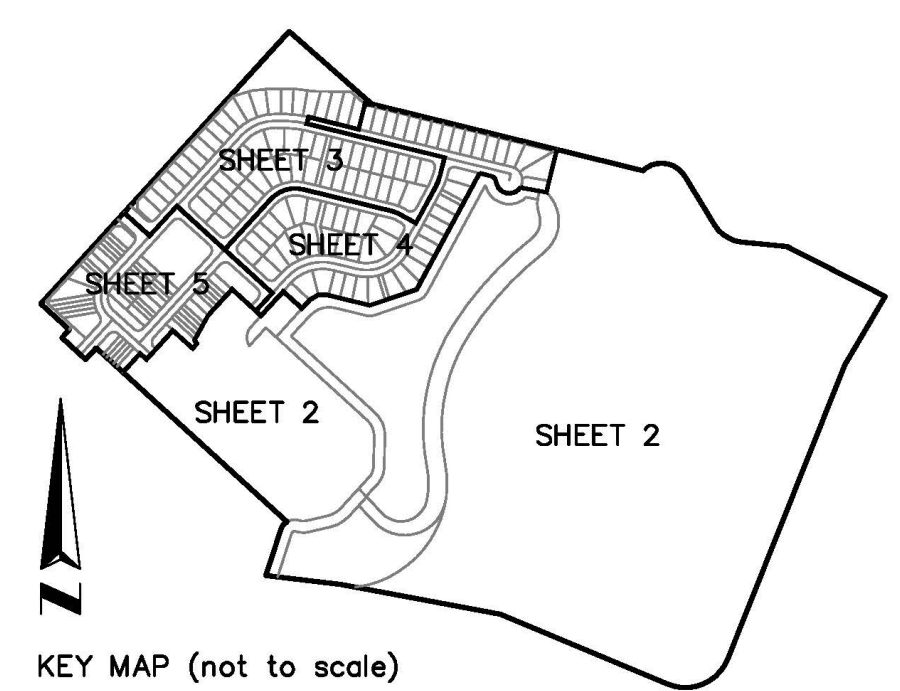 SHEET 3
SHEET 4
SHEET 5
SHEET 2
SHEET 2
N
KEY MAP (not to scale)